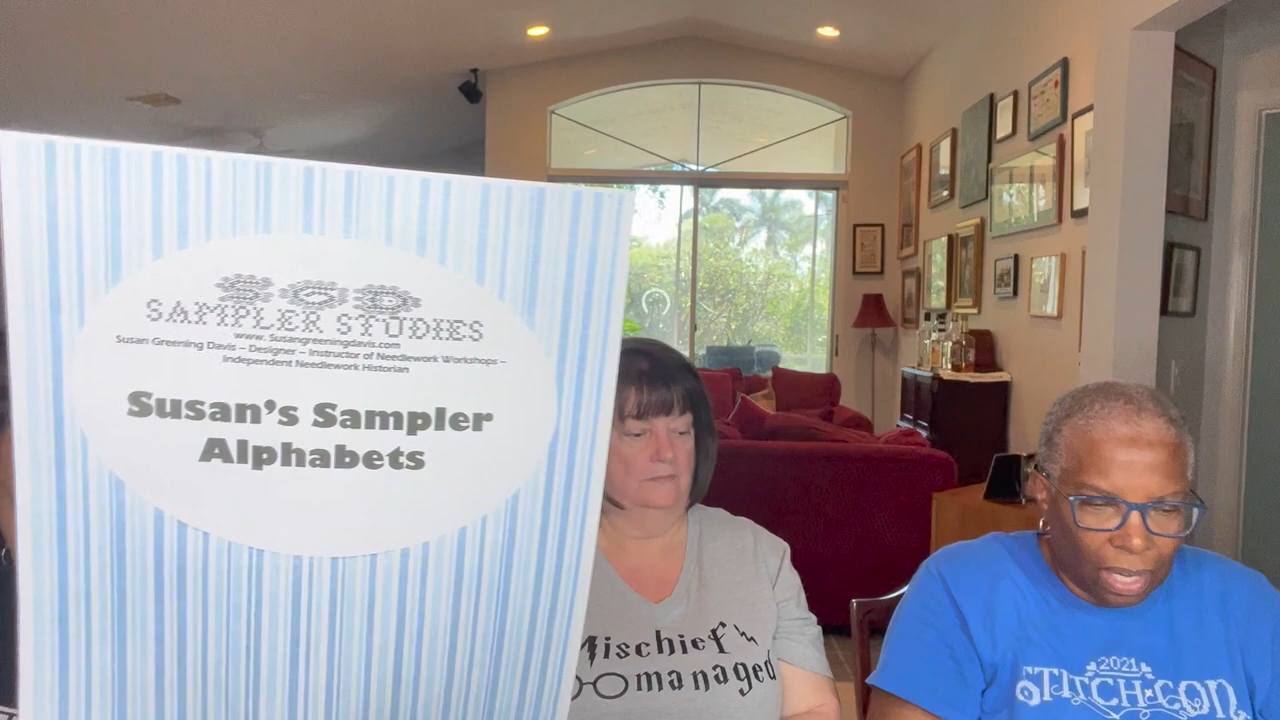 SGD
SAMPLER STUDIES
www. Susangreeningdavis.com
Susan Greening Davis – Designer – Instructor of Needlework Workshops –
Independent Needlework Historian
Susan's Sampler
Alphabets
Mischief
managed
2021
STITCH-CON